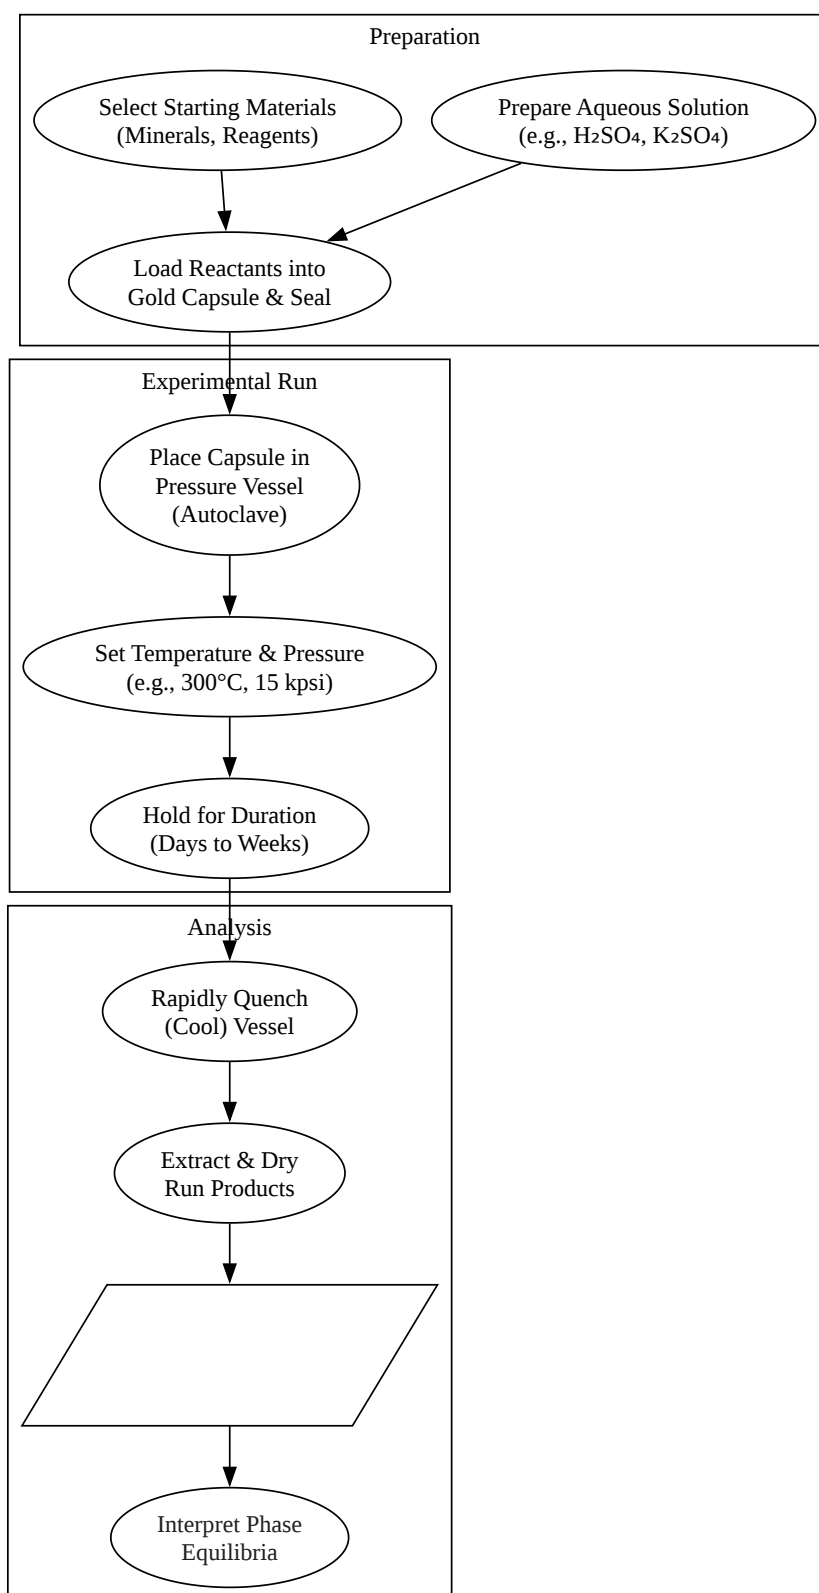 Preparation
Select Starting Materials
(Minerals, Reagents)
Prepare Aqueous Solution
(e.g., H₂SO₄, K₂SO₄)
Load Reactants into
Gold Capsule & Seal
Experimental Run
Place Capsule in
Pressure Vessel
(Autoclave)
Set Temperature & Pressure
(e.g., 300°C, 15 kpsi)
Hold for Duration
(Days to Weeks)
Analysis
Rapidly Quench
(Cool) Vessel
Extract & Dry
Run Products
Interpret Phase
Equilibria